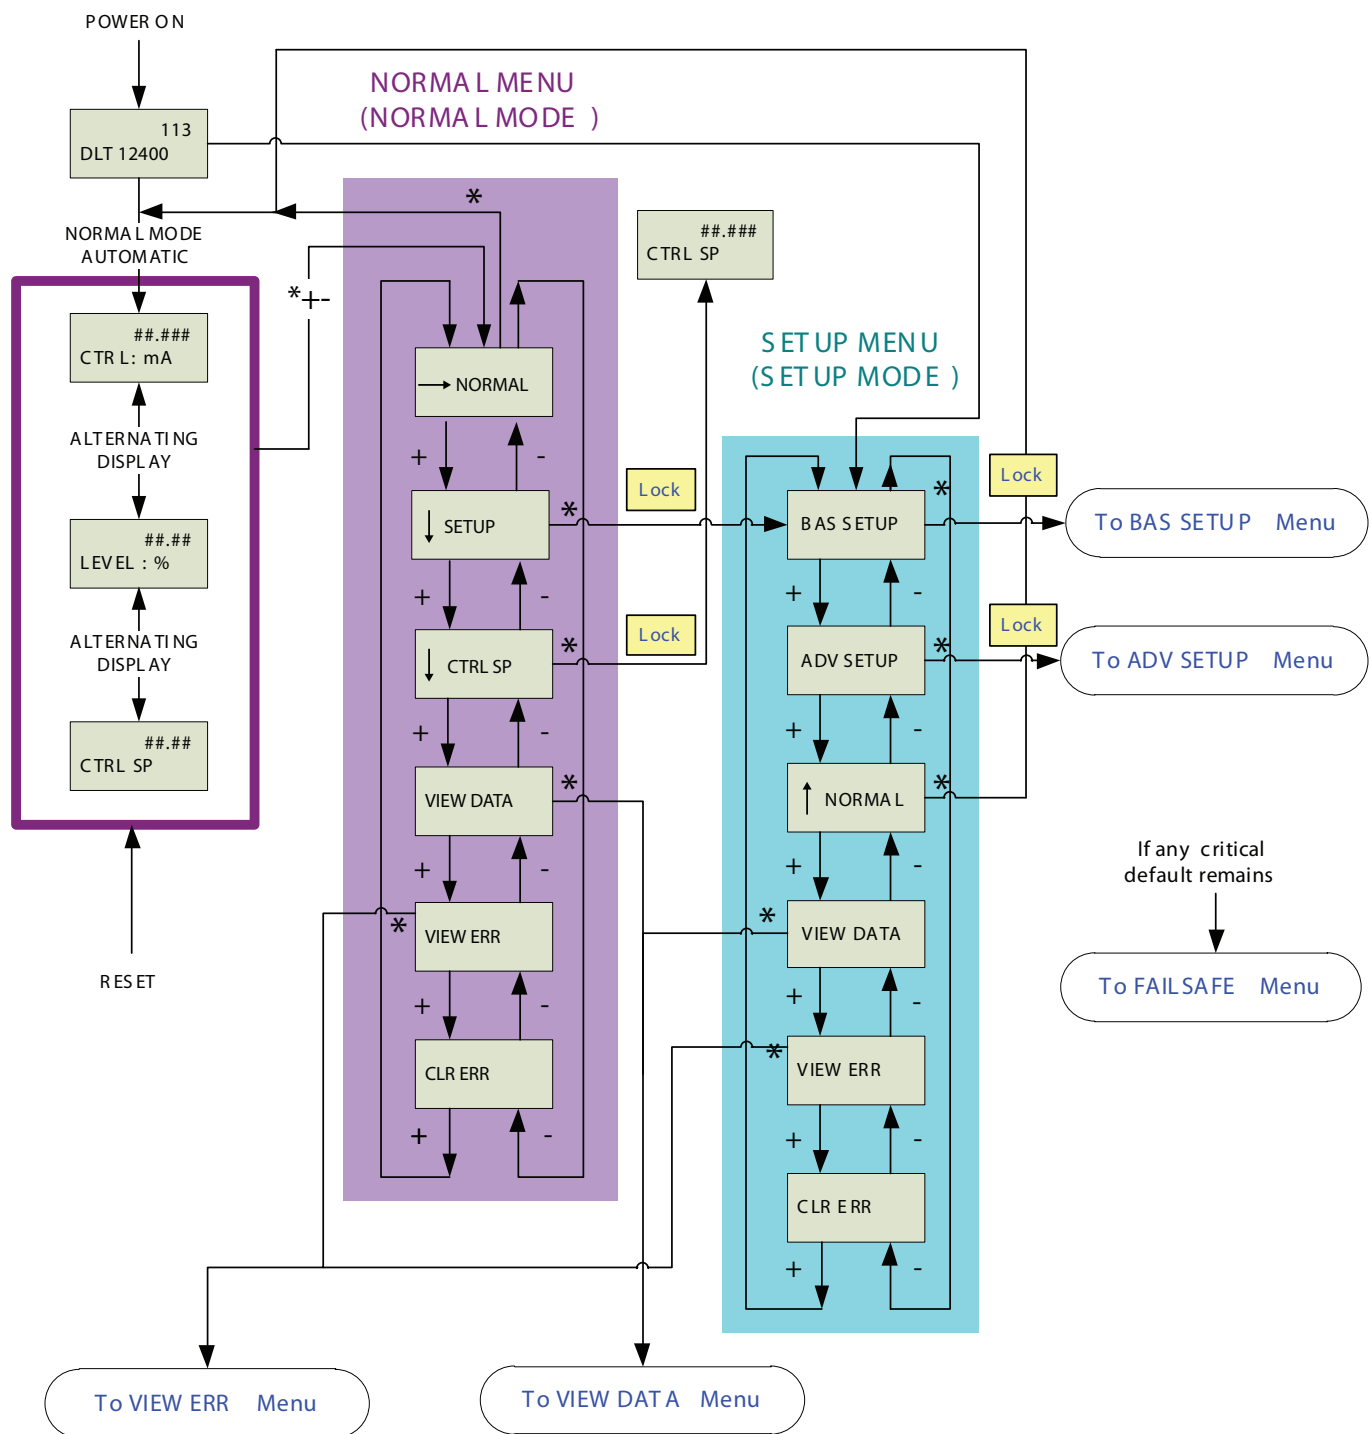 POWER ON
113
DLT 12400
NORMAL MODE
AUTOMATIC
##.###
CTRL: mA
ALTERNATING
DISPLAY
##.##
LEVEL : %
ALTERNATING
DISPLAY
##.##
CTRL SP
RESET
*+-
NORMAL MENU
(NORMAL MODE )
*
→ NORMAL
+ -
↓ SETUP
*
Lock
+ -
↓ CTRL SP
*
Lock
+ -
VIEW DATA
*
+ -
*
VIEW ERR
+ -
CLR ERR
+ -
##.###
CTRL SP
SETUP MENU
(SETUP MODE )
BAS SETUP
*
Lock
To BAS SETUP Menu
+ -
ADV SETUP
*
Lock
To ADV SETUP Menu
+ -
↑ NORMAL
*
+ -
*
VIEW DATA
+ -
*
VIEW ERR
+ -
CLR ERR
+ -
If any critical
default remains
To FAILSAFE Menu
To VIEW ERR Menu
To VIEW DATA Menu